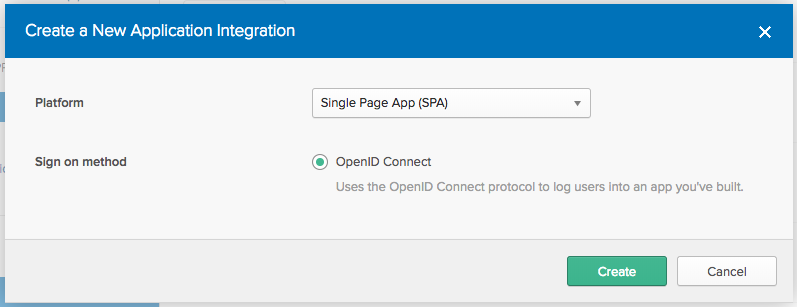 Create a New Application Integration
Platform
Single Page App (SPA)
Sign on method
OpenID Connect
Uses the OpenID Connect protocol to log users into an app you've built.
Create
Cancel